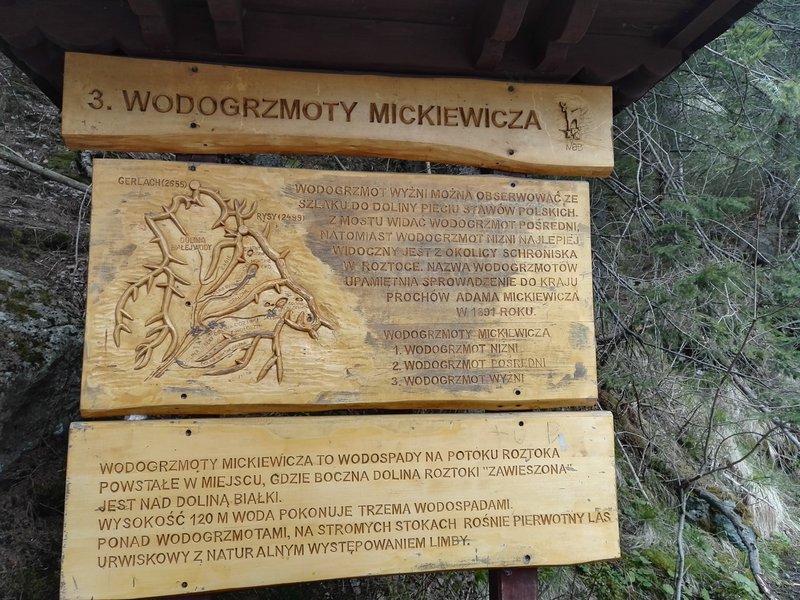 3. WODOGRZMOTY MICKIEWICZA
GERLACH (2655)
RYSY (2499)
DOLINA
BIAŁEJ WODY
WODOGRZMOT WYŻNI MOŻNA OBSERWOWAĆ ZE
SZLAKU DO DOLINY PIĘCIU STAWÓW POLSKICH.
Z MOSTU WIDAĆ WODOGRZMOT POŚREDNI,
NATOMIAST WODOGRZMOT NIŻNI NAJLEPIEJ
WIDOCZNY JEST Z OKOLICY SCHRONISKA
W ROZTOCE. NAZWA WODOGRZMOTÓW
UPAMIĘTNIA SPROWADZENIE DO KRAJU
PROCHÓW ADAMA MICKIEWICZA
W 1891 ROKU.
WODOGRZMOTY MICKIEWICZA
1. WODOGRZMOT NIŻNI
2. WODOGRZMOT POŚREDNI
3. WODOGRZMOT WYŻNI
WODOGRZMOTY MICKIEWICZA TO WODOSPADY NA POTOKU ROZTOKA
POWSTAŁE W MIEJSCU, GDZIE BOCZNA DOLINA ROZTOKI "ZAWIESZONA"
JEST NAD DOLINĄ BIAŁKI.
WYSOKOŚĆ 120 M WODA POKONUJE TRZEMA WODOSPADAMI.
PONAD WODOGRZMOTAMI, NA STROMYCH STOKACH ROŚNIE PIERWOTNY LAS
URWISKOWY Z NATURALNYM WYSTĘPOWANIEM LIMBY.